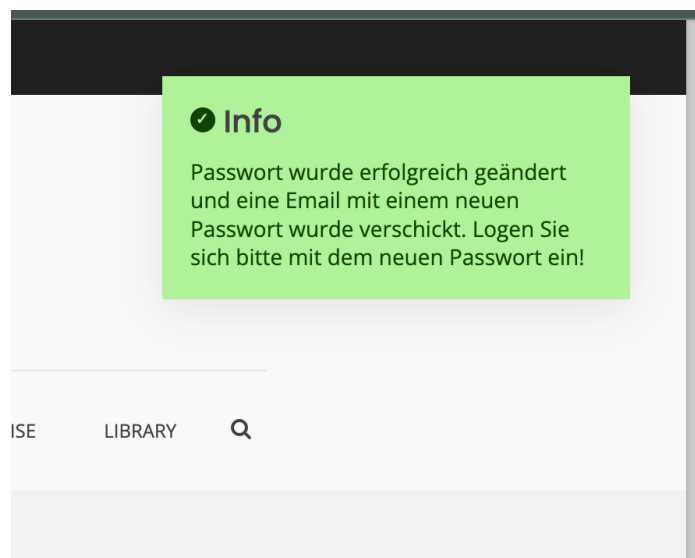 Info
Passwort wurde erfolgreich geändert
und eine Email mit einem neuen
Passwort wurde verschickt. Logen Sie
sich bitte mit dem neuen Passwort ein!
LIBRARY